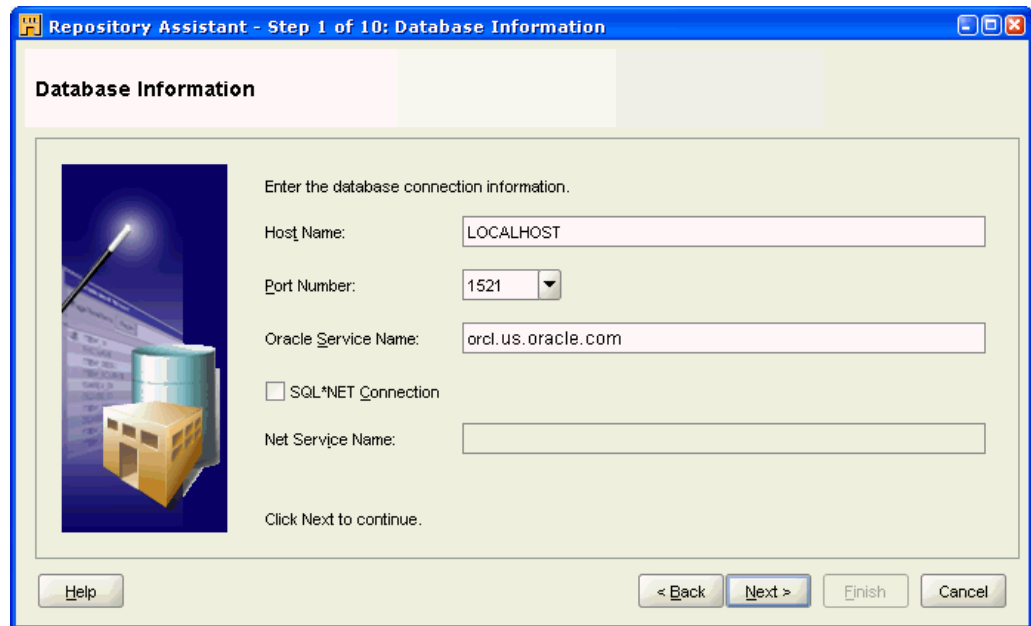 Repository Assistant - Step 1 of 10: Database Information
Database Information
Enter the database connection information.
Host Name: LOCALHOST
Port Number: 1521
Oracle Service Name: orcl.us.oracle.com
SQL*NET Connection
Net Service Name:
Click Next to continue.
Help < Back Next > Finish Cancel